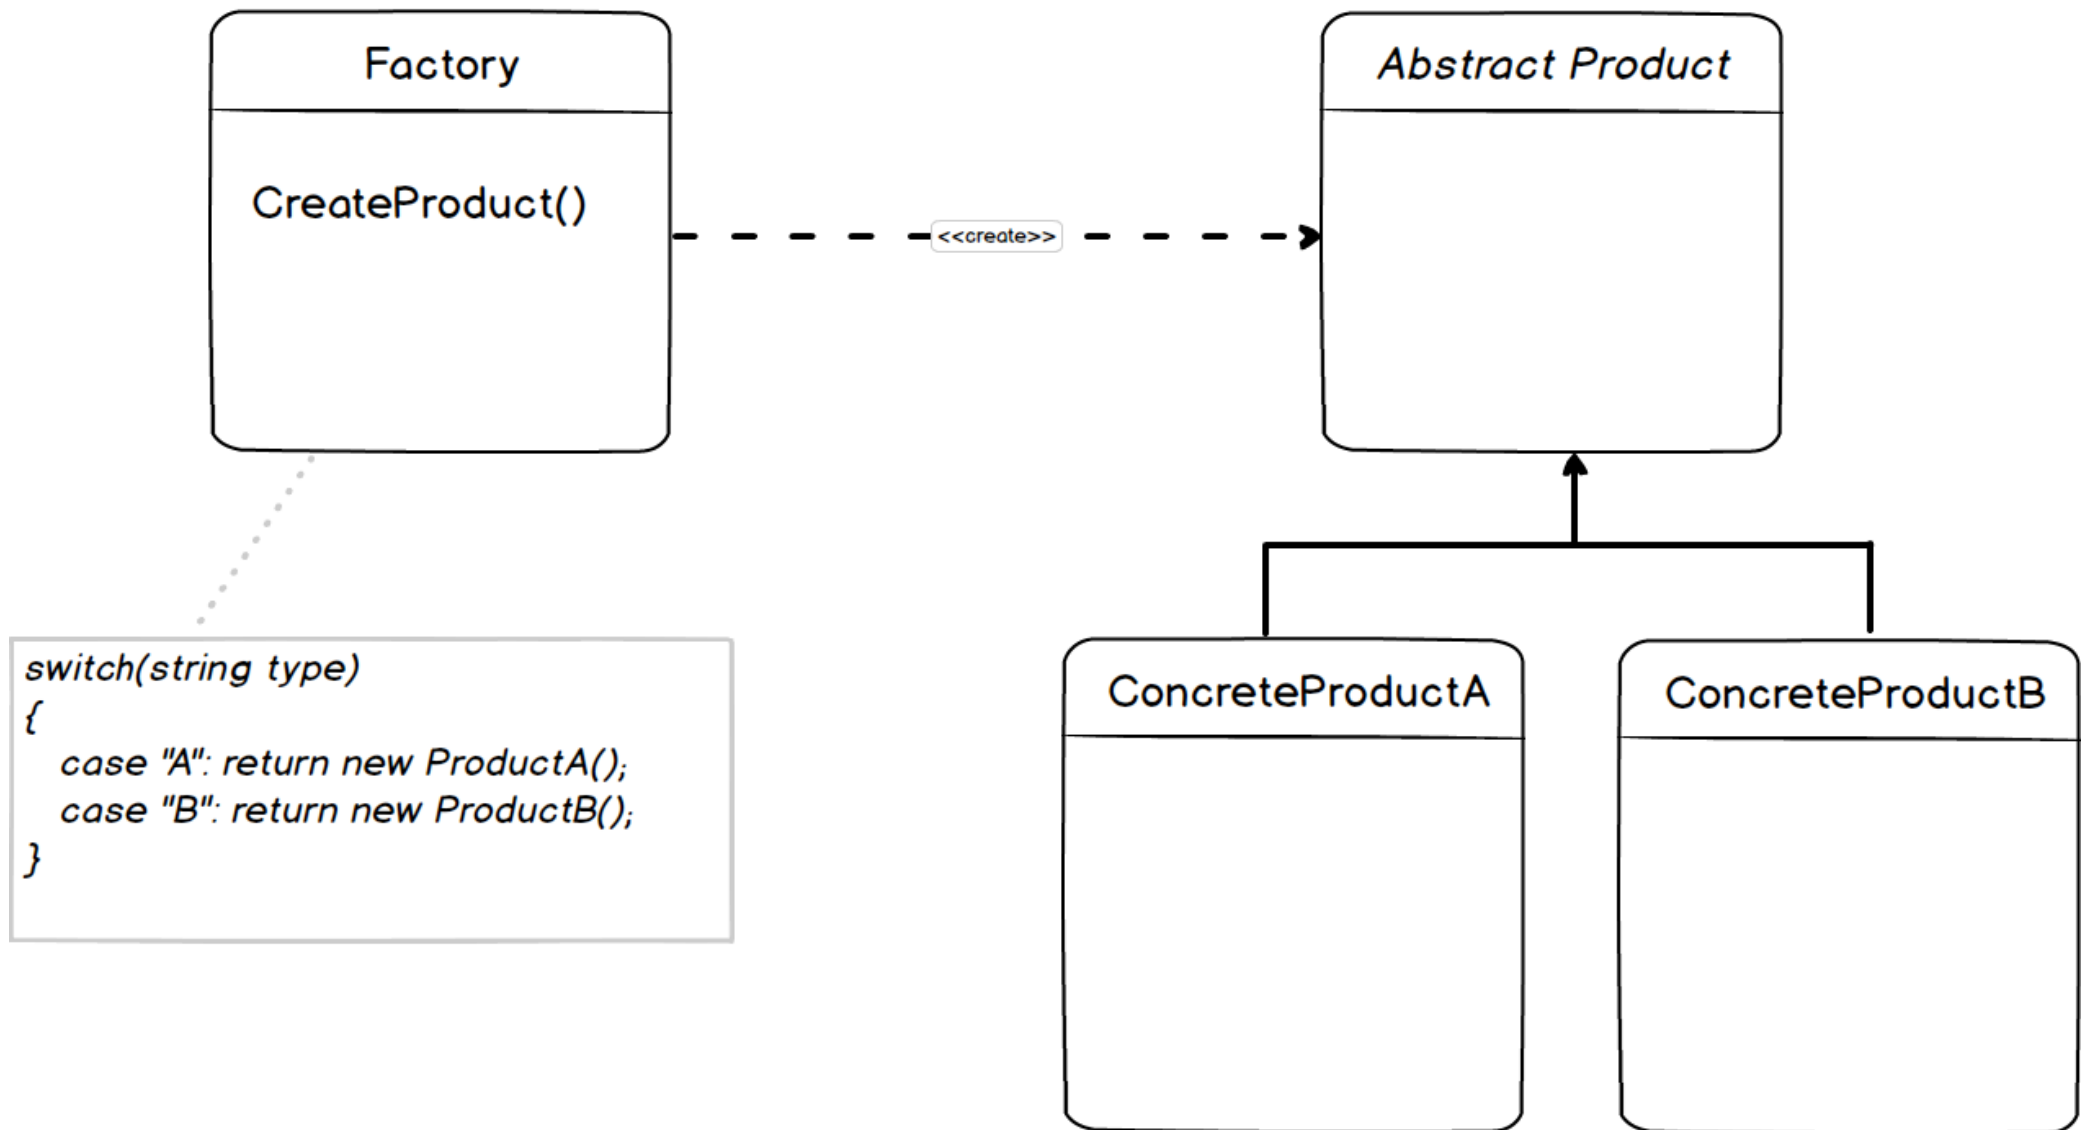 Factory
CreateProduct()
<<create>>
Abstract Product
switch(string type)
{
case "A": return new ProductA();
case "B": return new ProductB();
}
ConcreteProductA
ConcreteProductB